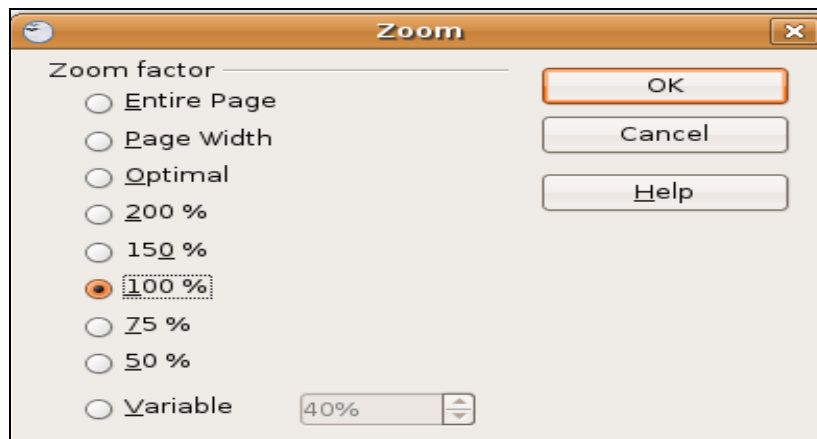 Zoom
Zoom factor
Entire Page
Page Width
Optimal
200 %
150 %
100 %
75 %
50 %
Variable 40%
OK
Cancel
Help